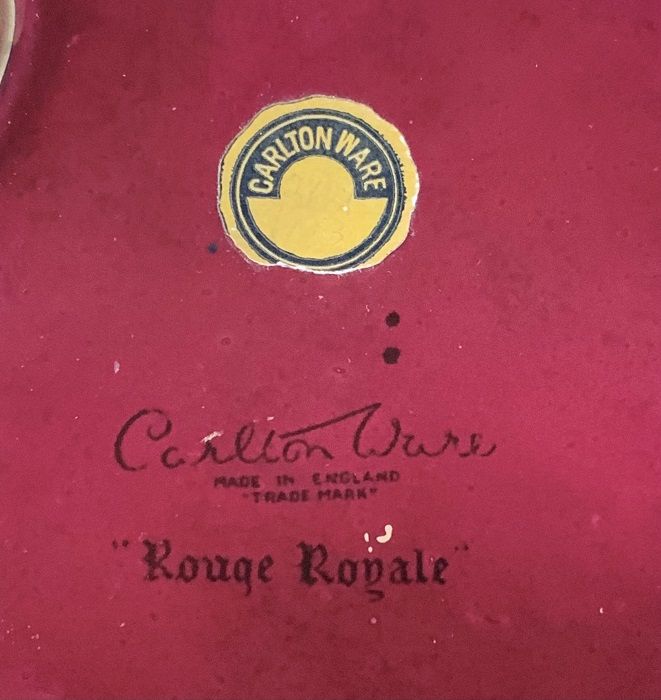 CARLTON WARE
Carlton Ware
MADE IN ENGLAND
"TRADE MARK"
"Rouge Royale"